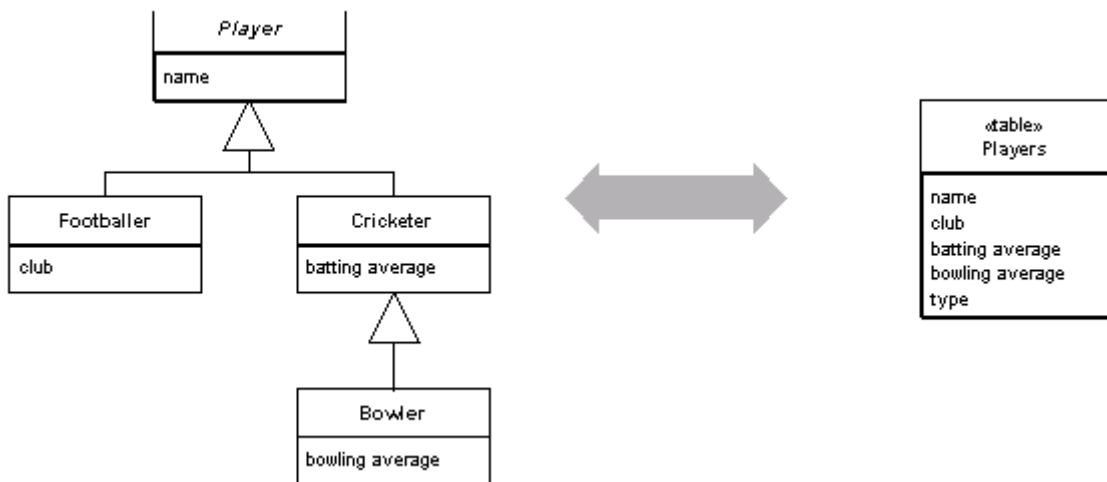 Player
name
Footballer
club
Cricketer
batting average
Bowler
bowling average
«table»
Players
name
club
batting average
bowling average
type